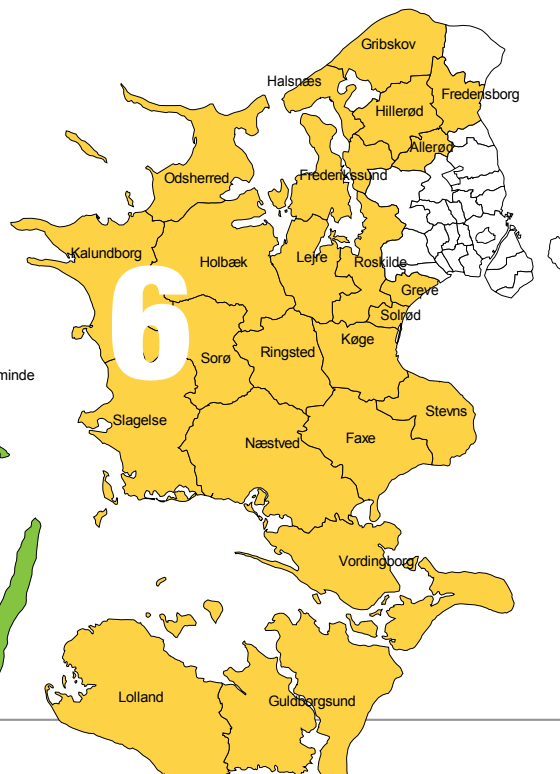 Gribskov
Halsnæs
Fredensborg
Hillerød
Allerød
Frederikssund
Odsherred
Kalundborg
Holbæk
Lejre
Roskilde
Greve
Solrød
6
Køge
Sorø
Ringsted
minde
Slagelse
Stevns
Næstved
Faxe
Vordingborg
Lolland
Guldborgsund